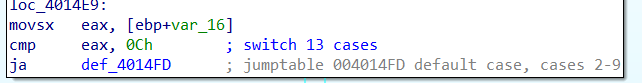 loc_4014E9:
movsx eax, [ebp+var_16]
cmp eax, 0Ch ; switch 13 cases
ja def_4014FD ; jumptable 004014FD default case, cases 2-9